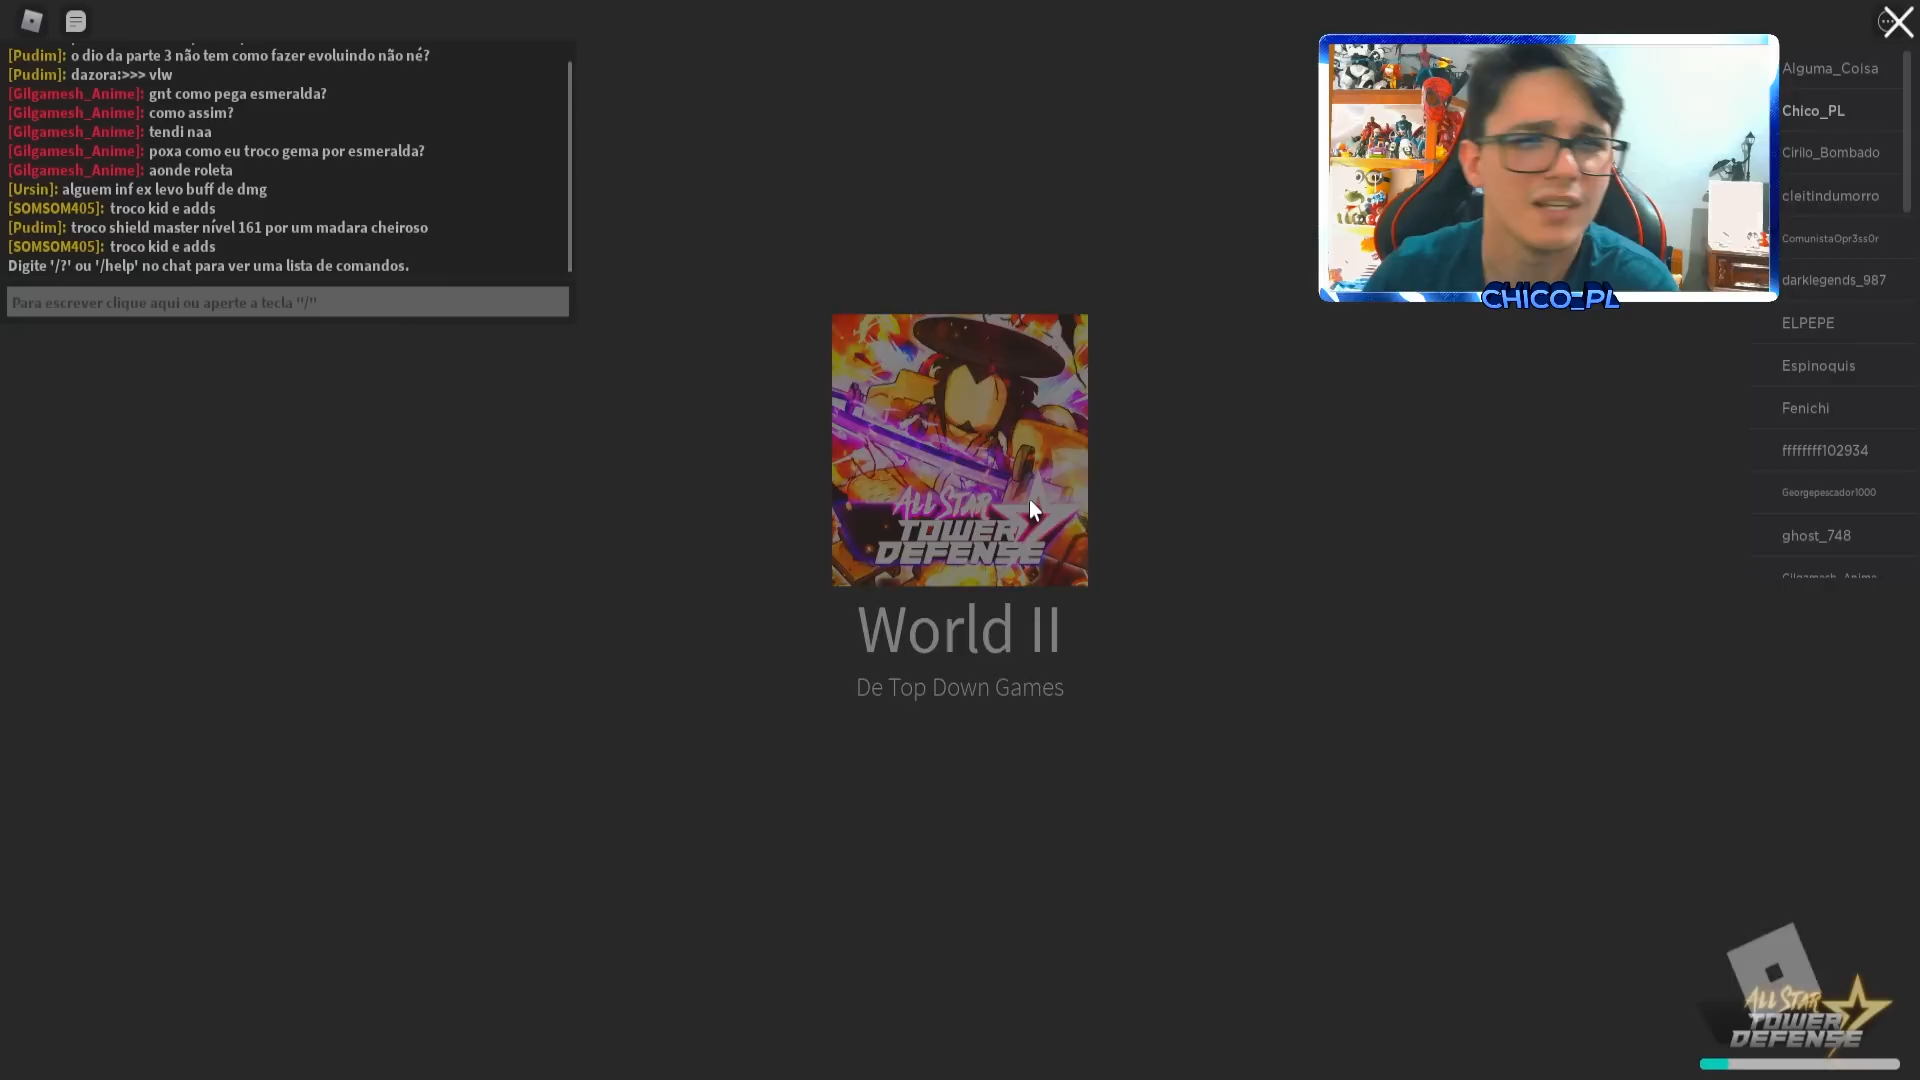 [Pudim]: o dio da parte 3 não tem como fazer evoluindo não né?
[Pudim]: dazora:>>> vlw
[Gilgamesh_Anime]: gnt como pega esmeralda?
[Gilgamesh_Anime]: como assim?
[Gilgamesh_Anime]: tendi naa
[Gilgamesh_Anime]: poxa como eu troco gema por esmeralda?
[Gilgamesh_Anime]: aonde roleta
[Ursin]: alguem inf ex levo buff de dmg
[SOMSOM405]: troco kid e adds
[Pudim]: troco shield master nível 161 por um madara cheiroso
[SOMSOM405]: troco kid e adds
Digite '/?' ou '/help' no chat para ver uma lista de comandos.
Para escrever clique aqui ou aperte a tecla "/"
CHICO_PL
Alguma_Coisa
Chico_PL
Cirilo_Bombado
cleitindumorro
ComunistaOpr3ss0r
darklegends_987
ELPEPE
Espinoquis
Fenichi
ffffffff102934
Georgepescador1000
ghost_748
Gilgamesh_Anime
ALL STAR
TOWER
DEFENSE
World II
De Top Down Games
ALL STAR
TOWER
DEFENSE